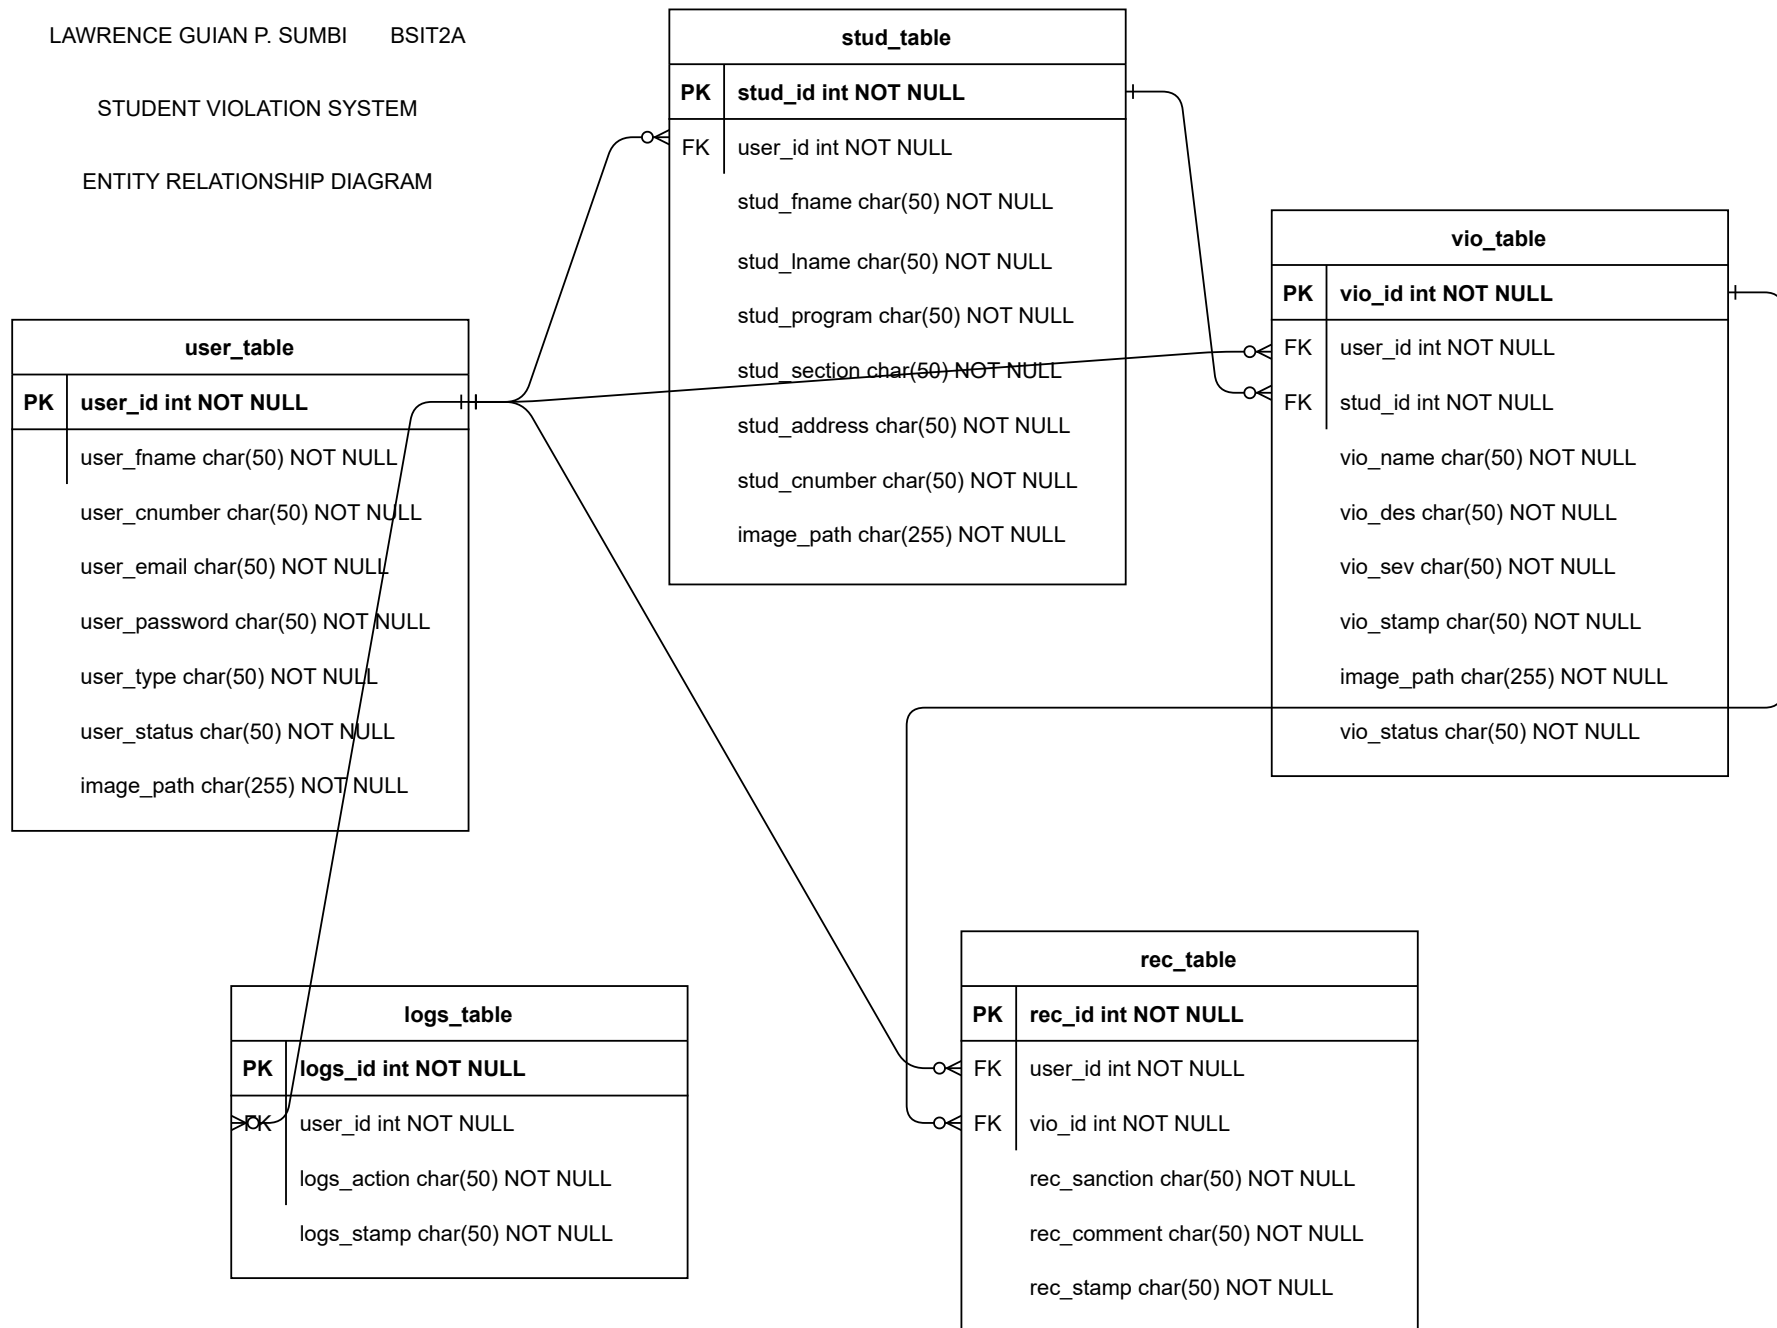 LAWRENCE GUIAN P. SUMBI BSIT2A
STUDENT VIOLATION SYSTEM
ENTITY RELATIONSHIP DIAGRAM
stud_table
PK stud_id int NOT NULL
FK user_id int NOT NULL
stud_fname char(50) NOT NULL
stud_lname char(50) NOT NULL
stud_program char(50) NOT NULL
stud_section char(50) NOT NULL
stud_address char(50) NOT NULL
stud_cnumber char(50) NOT NULL
image_path char(255) NOT NULL
vio_table
PK vio_id int NOT NULL
FK user_id int NOT NULL
FK stud_id int NOT NULL
vio_name char(50) NOT NULL
vio_des char(50) NOT NULL
vio_sev char(50) NOT NULL
vio_stamp char(50) NOT NULL
image_path char(255) NOT NULL
vio_status char(50) NOT NULL
user_table
PK user_id int NOT NULL
user_fname char(50) NOT NULL
user_cnumber char(50) NOT NULL
user_email char(50) NOT NULL
user_password char(50) NOT NULL
user_type char(50) NOT NULL
user_status char(50) NOT NULL
image_path char(255) NOT NULL
logs_table
PK logs_id int NOT NULL
FK user_id int NOT NULL
logs_action char(50) NOT NULL
logs_stamp char(50) NOT NULL
rec_table
PK rec_id int NOT NULL
FK user_id int NOT NULL
FK vio_id int NOT NULL
rec_sanction char(50) NOT NULL
rec_comment char(50) NOT NULL
rec_stamp char(50) NOT NULL